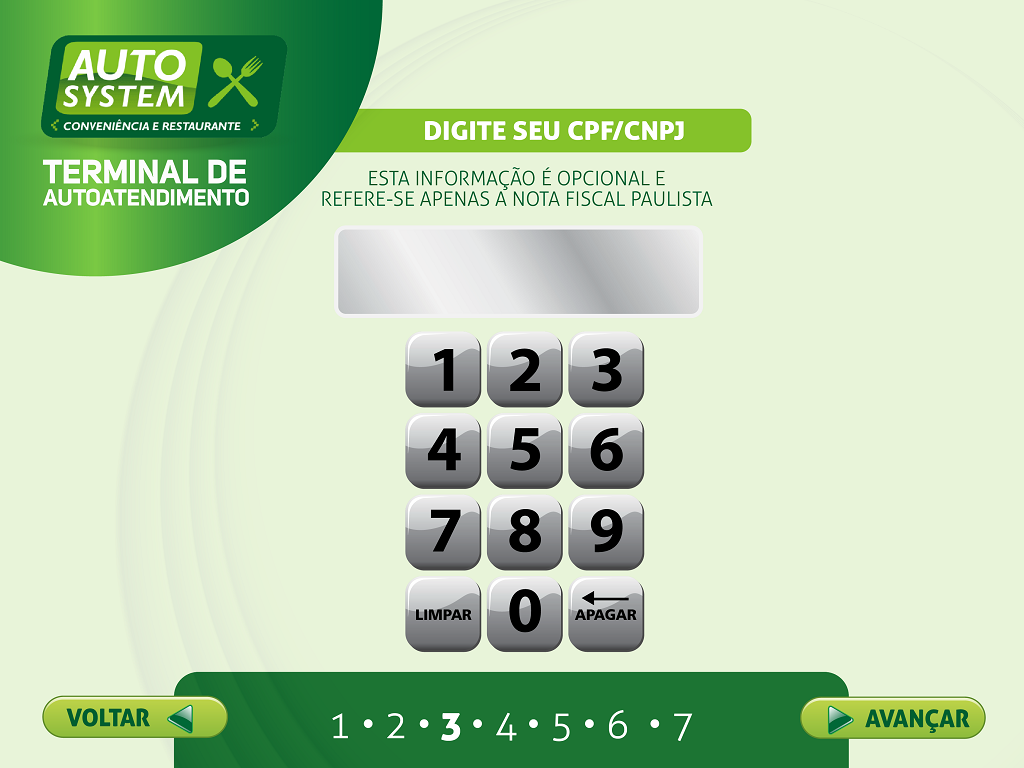 AUTO
SYSTEM
CONVENIÊNCIA E RESTAURANTE
TERMINAL DE
AUTOATENDIMENTO
DIGITE SEU CPF/CNPJ
ESTA INFORMAÇÃO É OPCIONAL E
REFERE-SE APENAS A NOTA FISCAL PAULISTA
1 2 3
4 5 6
7 8 9
LIMPAR 0 APAGAR
VOLTAR
1 • 2 • 3 • 4 • 5 • 6 • 7
AVANÇAR